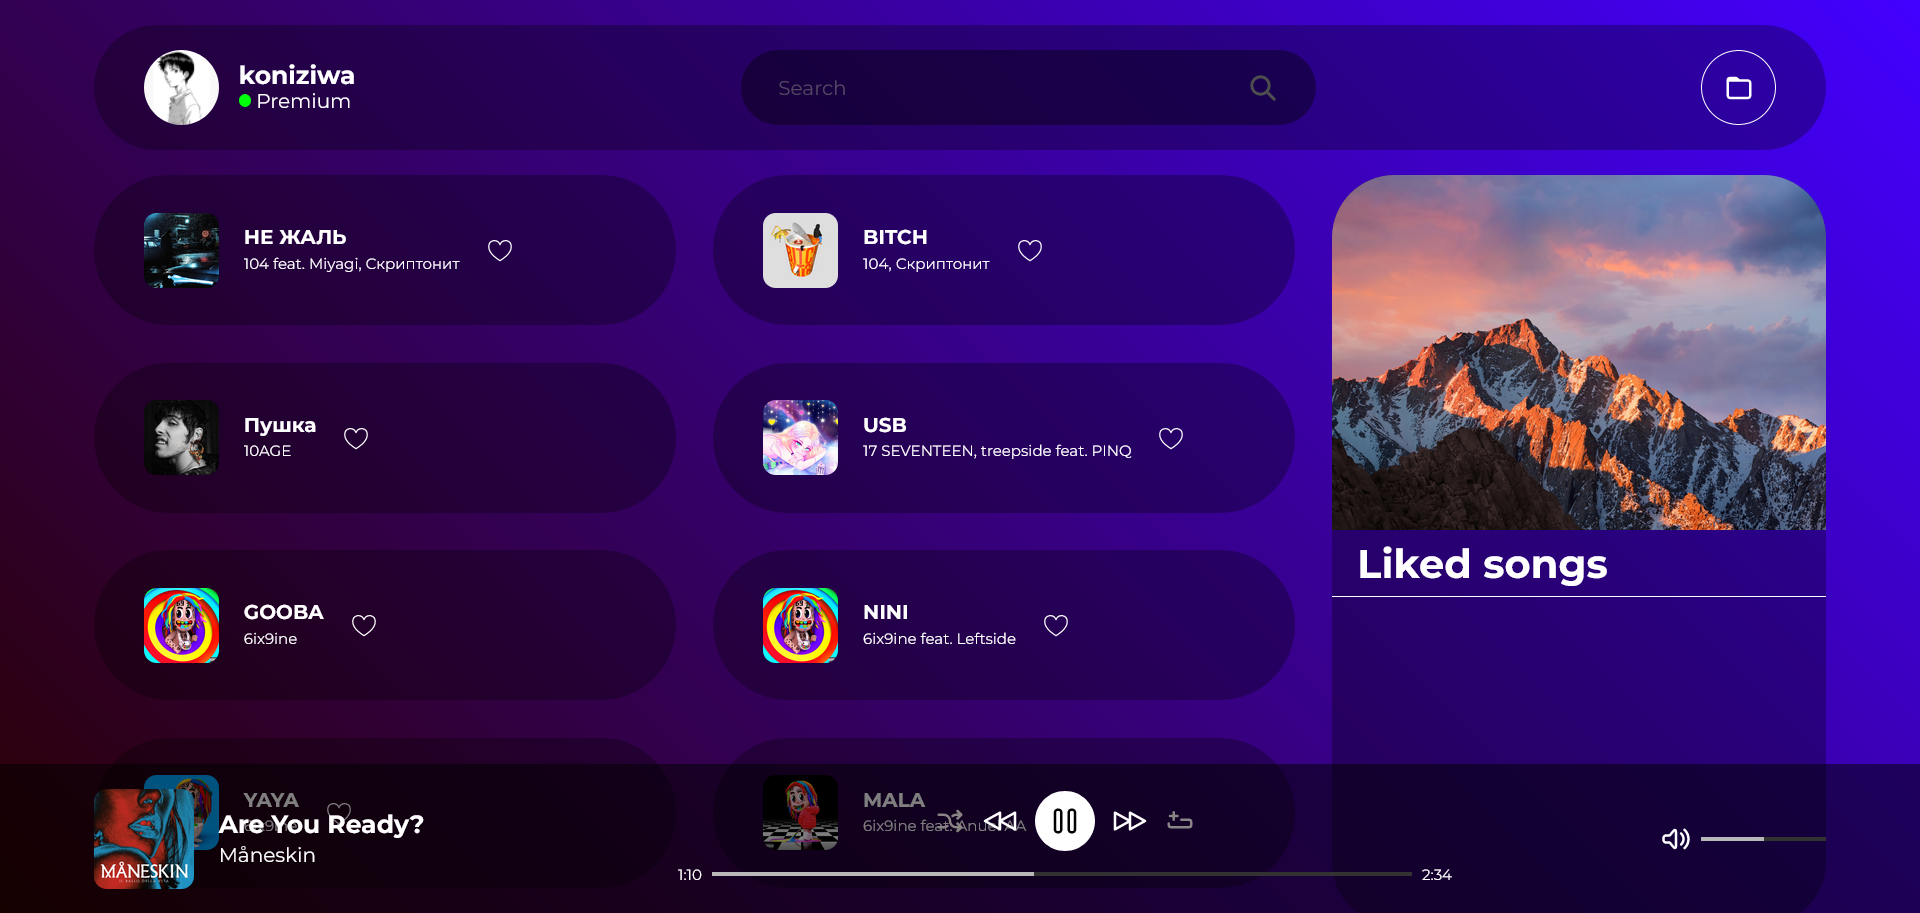 koniziwa
Premium
Search
НЕ ЖАЛЬ
104 feat. Miyagi, Скриптонит
BITCH
104, Скриптонит
Пушка
10AGE
USB
17 SEVENTEEN, treepside feat. PINQ
GOOBA
6ix9ine
NINI
6ix9ine feat. Leftside
Liked songs
YAYA
6ix9ine
MALA
6ix9ine feat. Anuel AA
Are You Ready?
Måneskin
MÅNESKIN
1:10
2:34